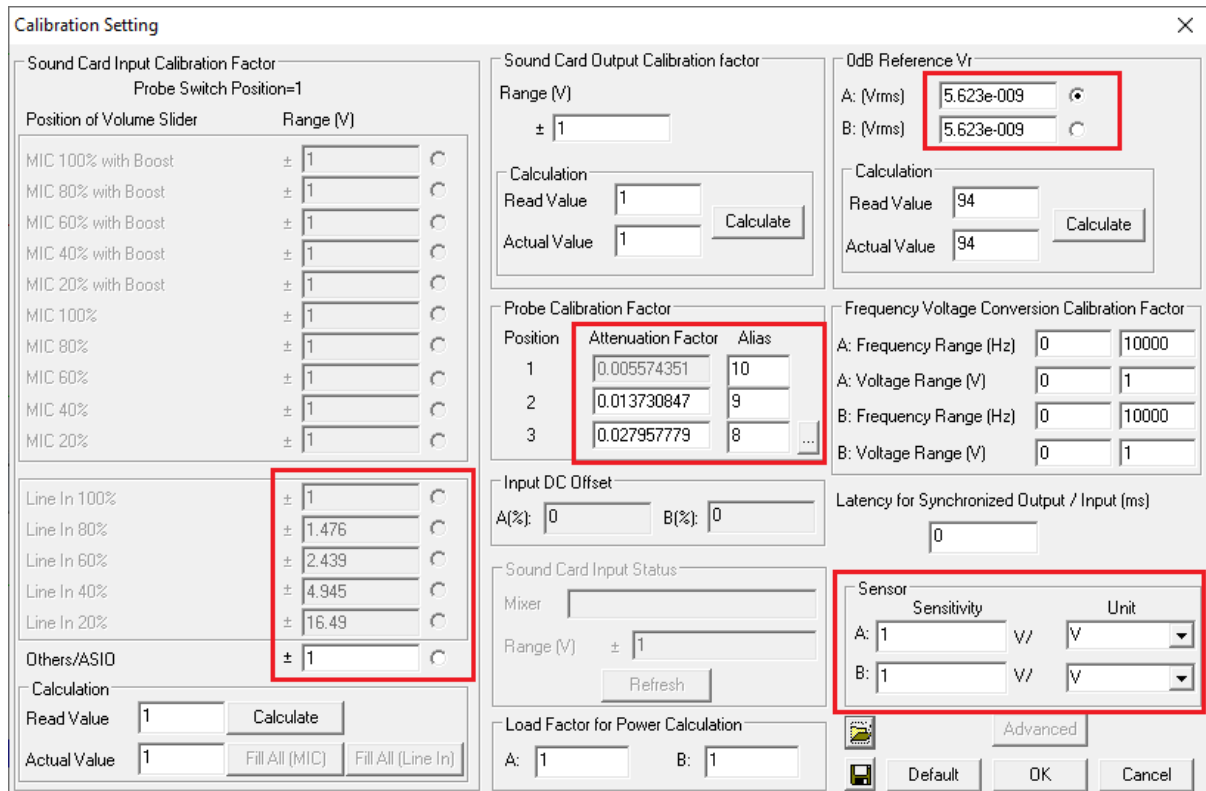 Calibration Setting
Sound Card Input Calibration Factor
Probe Switch Position=1
Position of Volume Slider Range (V)
MIC 100% with Boost ± 1
MIC 80% with Boost ± 1
MIC 60% with Boost ± 1
MIC 40% with Boost ± 1
MIC 20% with Boost ± 1
MIC 100% ± 1
MIC 80% ± 1
MIC 60% ± 1
MIC 40% ± 1
MIC 20% ± 1
Line In 100% ± 1
Line In 80% ± 1.476
Line In 60% ± 2.439
Line In 40% ± 4.945
Line In 20% ± 16.49
Others/ASIO ± 1
Calculation
Read Value 1 Calculate
Actual Value 1 Fill All (MIC) Fill All (Line In)
Sound Card Output Calibration factor
Range (V)
± 1
Calculation
Read Value 1
Calculate
Actual Value 1
Probe Calibration Factor
Position Attenuation Factor Alias
1 0.005574351 10
2 0.013730847 9
3 0.027957779 8 ...
Input DC Offset
A(%): 0 B(%): 0
Sound Card Input Status
Mixer
Range (V) ± 1
Refresh
Load Factor for Power Calculation
A: 1 B: 1
0dB Reference Vr
A: (Vrms) 5.623e-009
B: (Vrms) 5.623e-009
Calculation
Read Value 94
Calculate
Actual Value 94
Frequency Voltage Conversion Calibration Factor
A: Frequency Range (Hz) 0 10000
A: Voltage Range (V) 0 1
B: Frequency Range (Hz) 0 10000
B: Voltage Range (V) 0 1
Latency for Synchronized Output / Input (ms)
0
Sensor
Sensitivity Unit
A: 1 V/ V
B: 1 V/ V
Advanced
Default OK Cancel